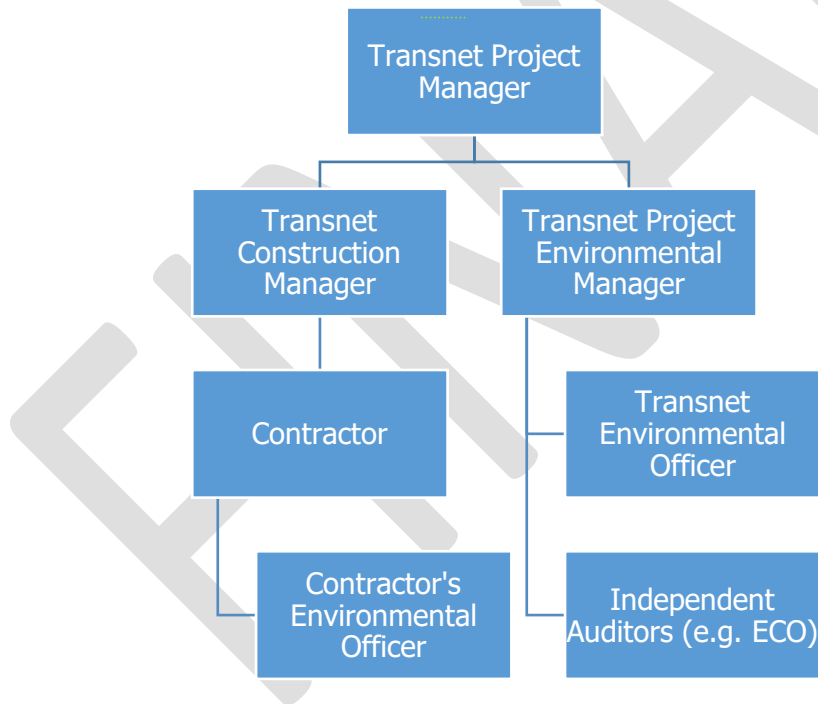 Transnet Project
Manager
Transnet
Construction
Manager
Transnet Project
Environmental
Manager
Contractor
Transnet
Environmental
Officer
Contractor's
Environmental
Officer
Independent
Auditors (e.g. ECO)